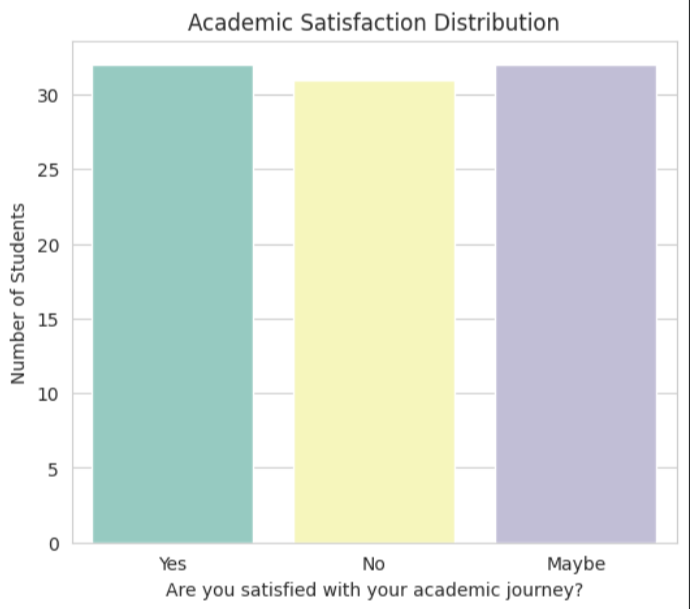 Academic Satisfaction Distribution
Number of Students
30
25
20
15
10
5
0
Yes No Maybe
Are you satisfied with your academic journey?